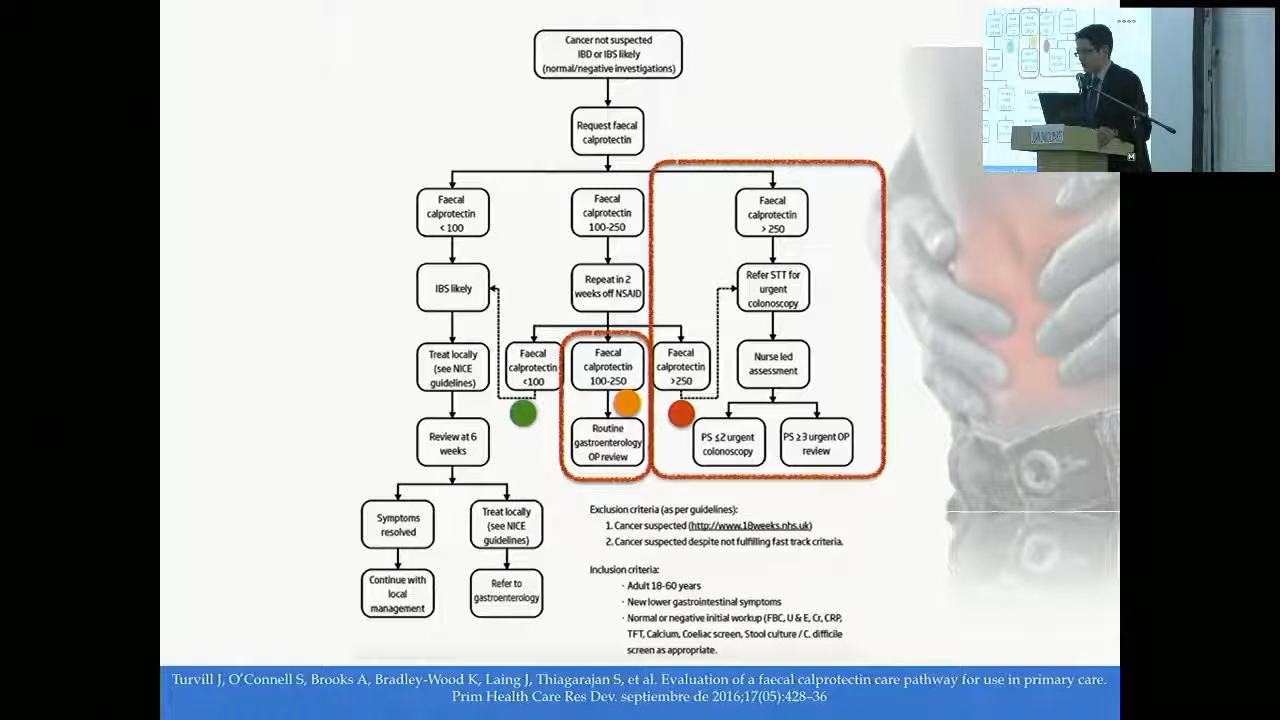 Cancer not suspected
IBD or IBS likely
(normal/negative investigations)
Request faecal
calprotectin
Faecal
calprotectin
< 100
Faecal
calprotectin
100-250
Faecal
calprotectin
> 250
IBS likely
Repeat in 2
weeks off NSAID
Refer STT for
urgent
colonoscopy
Treat locally
(see NICE
guidelines)
Faecal
calprotectin
<100
Faecal
calprotectin
100-250
Faecal
calprotectin
>250
Nurse led
assessment
Review at 6
weeks
Routine
gastroenterology
OP review
PS ≤2 urgent
colonoscopy
PS ≥3 urgent OP
review
Symptoms
resolved
Treat locally
(see NICE
guidelines)
Continue with
local
management
Refer to
gastroenterology
Exclusion criteria (as per guidelines):
1. Cancer suspected (http://www.18weeks.nhs.uk)
2. Cancer suspected despite not fulfilling fast track criteria.
Inclusion criteria:
· Adult 18-60 years
· New lower gastrointestinal symptoms
· Normal or negative initial workup (FBC, U & E, Cr, CRP,
TFT, Calcium, Coeliac screen, Stool culture / C. difficile
screen as appropriate.
Turvill J, O'Connell S, Brooks A, Bradley-Wood K, Laing J, Thiagarajan S, et al. Evaluation of a faecal calprotectin care pathway for use in primary care.
Prim Health Care Res Dev. septiembre de 2016;17(05):428–36